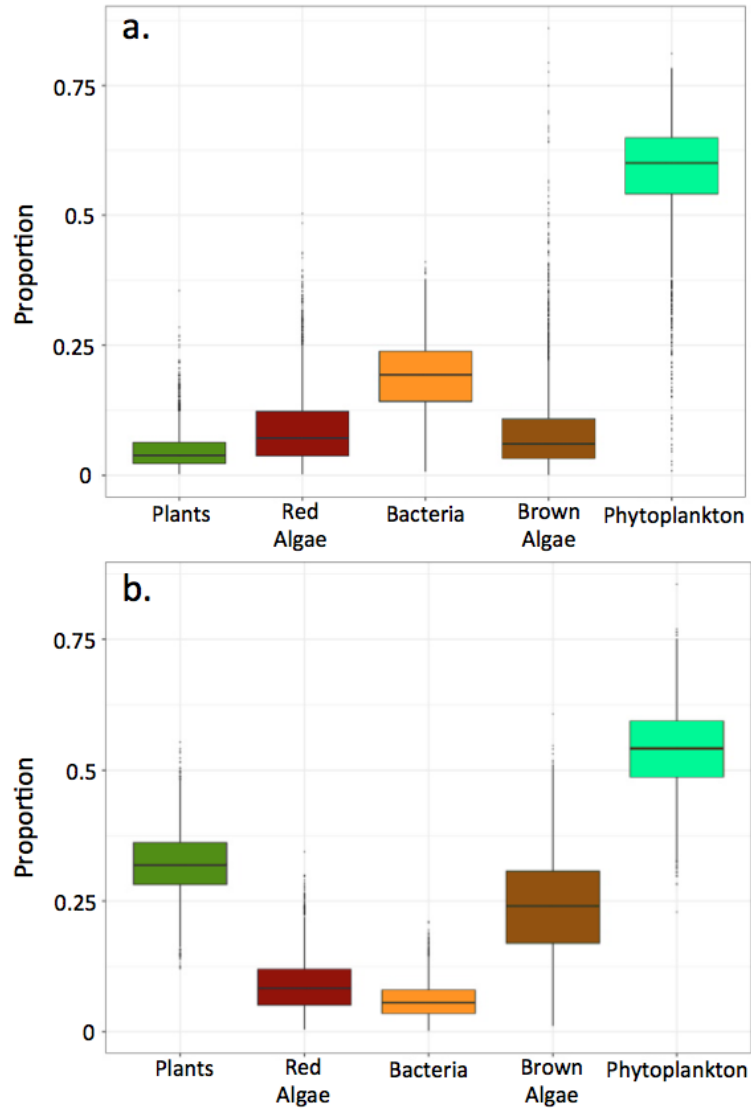 a.
Proportion
0.75
0.5
0.25
0
Plants
Red
Algae
Bacteria
Brown
Algae
Phytoplankton
b.
Proportion
0.75
0.5
0.25
0
Plants
Red
Algae
Bacteria
Brown
Algae
Phytoplankton